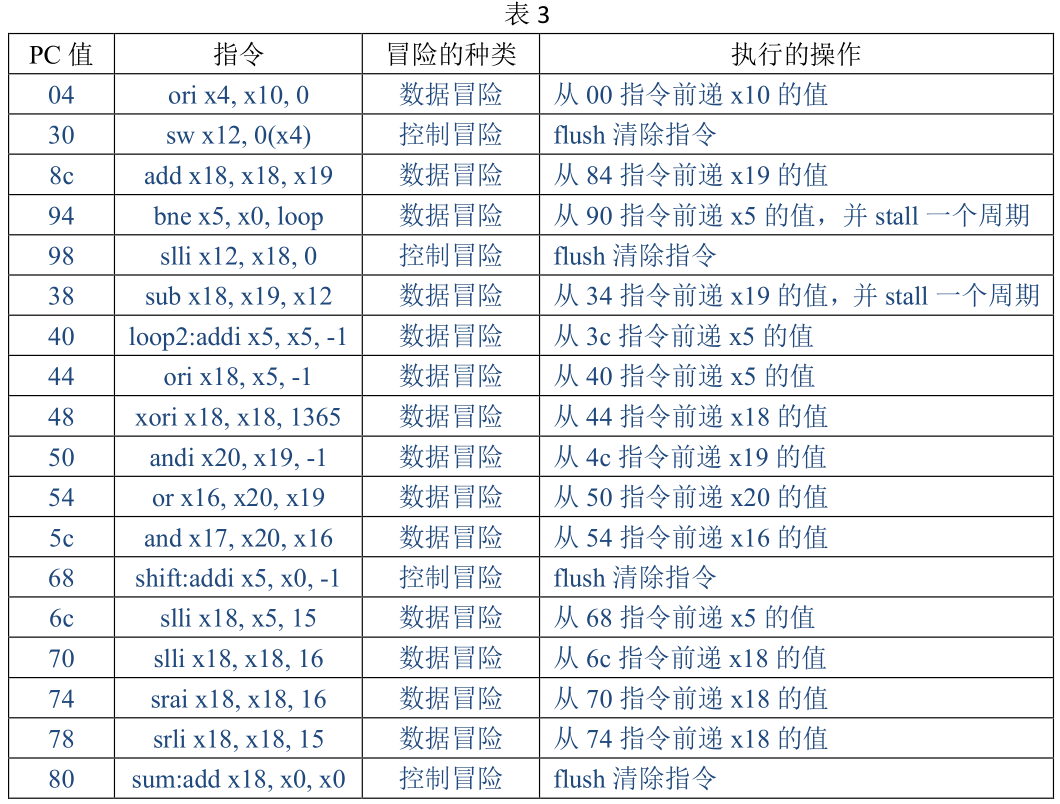 表 3
PC 值 指令 冒险的种类 执行的操作
04 ori x4, x10, 0 数据冒险 从 00 指令前递 x10 的值
30 sw x12, 0(x4) 控制冒险 flush 清除指令
8c add x18, x18, x19 数据冒险 从 84 指令前递 x19 的值
94 bne x5, x0, loop 数据冒险 从 90 指令前递 x5 的值，并 stall 一个周期
98 slli x12, x18, 0 控制冒险 flush 清除指令
38 sub x18, x19, x12 数据冒险 从 34 指令前递 x19 的值，并 stall 一个周期
40 loop2:addi x5, x5, -1 数据冒险 从 3c 指令前递 x5 的值
44 ori x18, x5, -1 数据冒险 从 40 指令前递 x5 的值
48 xori x18, x18, 1365 数据冒险 从 44 指令前递 x18 的值
50 andi x20, x19, -1 数据冒险 从 4c 指令前递 x19 的值
54 or x16, x20, x19 数据冒险 从 50 指令前递 x20 的值
5c and x17, x20, x16 数据冒险 从 54 指令前递 x16 的值
68 shift:addi x5, x0, -1 控制冒险 flush 清除指令
6c slli x18, x5, 15 数据冒险 从 68 指令前递 x5 的值
70 slli x18, x18, 16 数据冒险 从 6c 指令前递 x18 的值
74 srai x18, x18, 16 数据冒险 从 70 指令前递 x18 的值
78 srli x18, x18, 15 数据冒险 从 74 指令前递 x18 的值
80 sum:add x18, x0, x0 控制冒险 flush 清除指令